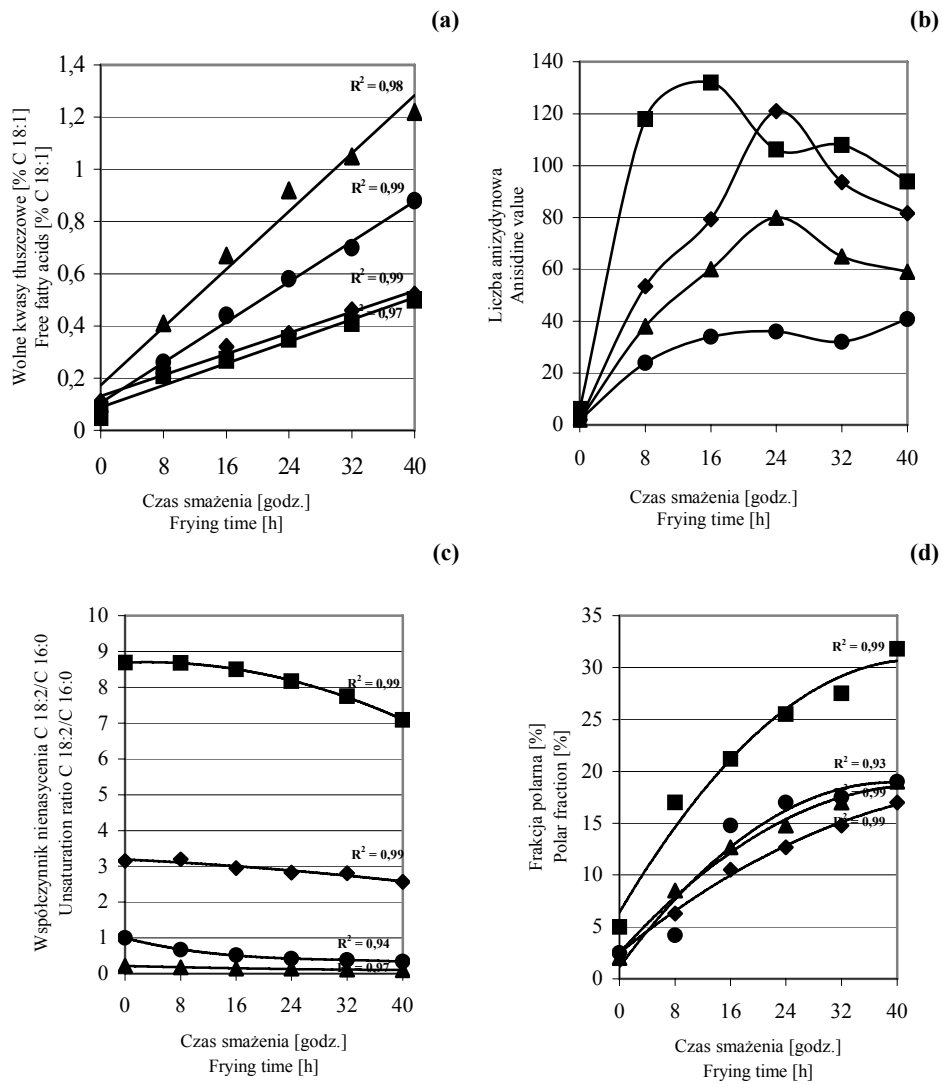 (a)
Wolne kwasy tłuszczowe [% C 18:1]
Free fatty acids [% C 18:1]
1,4
1,2
1
0,8
0,6
0,4
0,2
0
R² = 0,98
R² = 0,99
R² = 0,99
² = 0,97
0 8 16 24 32 40
Czas smażenia [godz.]
Frying time [h]
(b)
Liczba anizydynowa
Anisidine value
140
120
100
80
60
40
20
0
0 8 16 24 32 40
Czas smażenia [godz.]
Frying time [h]
(c)
Współczynnik nienasycenia C 18:2/C 16:0
Unsaturation ratio C 18:2/C 16:0
10
9
8
7
6
5
4
3
2
1
0
R² = 0,99
R² = 0,99
R² = 0,94
R² = 0,97
0 8 16 24 32 40
Czas smażenia [godz.]
Frying time [h]
(d)
Frakcja polarna [%]
Polar fraction [%]
35
30
25
20
15
10
5
0
R² = 0,99
R² = 0,93
R² = 0,99
R² = 0,99
0 8 16 24 32 40
Czas smażenia [godz.]
Frying time [h]